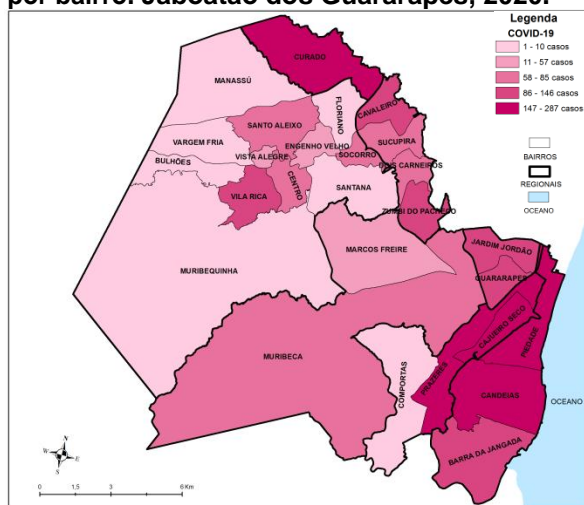 por bairro. Jaboatão dos Guararapes, 2020.
Legenda
COVID-19
1 - 10 casos
11 - 57 casos
58 - 85 casos
86 - 146 casos
147 - 287 casos
BAIRROS
REGIONAIS
OCEANO
CURADO
MANASSÚ
FLORIANO
CAVALEIRO
SANTO ALEIXO
VARGEM FRIA
ENGENHO VELHO
SUCUPIRA
VISTA ALEGRE
SOCORRO
BULHÕES
DOIS CARNEIROS
CENTRO
SANTANA
VILA RICA
ZUMBI DO PACHECO
MARCOS FREIRE
JARDIM JORDÃO
MURIBEQUINHA
GUARARAPES
CAJUEIRO SECO
PIEDADE
MURIBECA
COMPORTAS
PRAZERES
CANDEIAS
OCEANO
BARRA DA JANGADA
N
W
E
S
0 1,5 3 6 Km